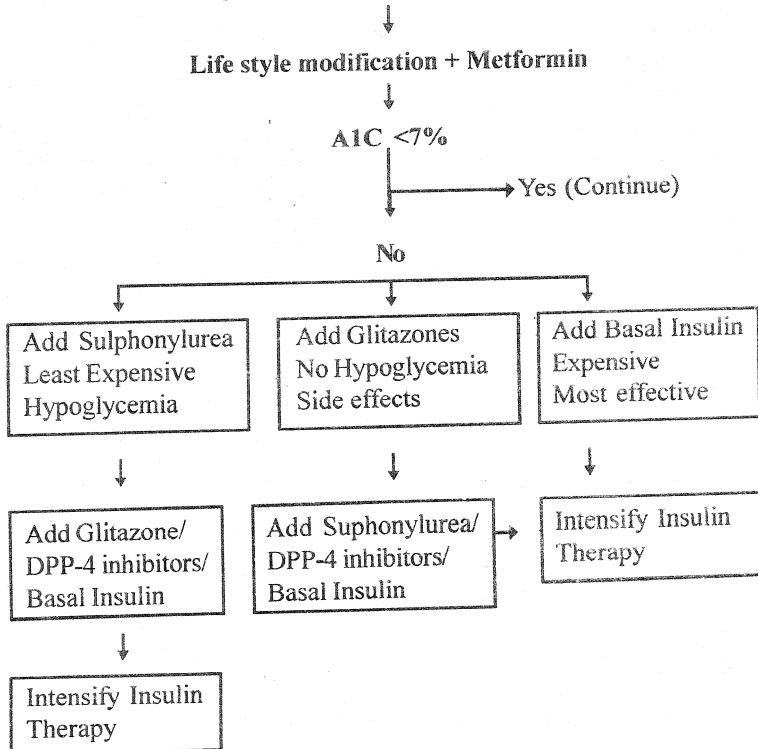 Life style modification + Metformin
A1C <7%
Yes (Continue)
No
Add Sulphonylurea
Least Expensive
Hypoglycemia
Add Glitazones
No Hypoglycemia
Side effects
Add Basal Insulin
Expensive
Most effective
Add Glitazone/
DPP-4 inhibitors/
Basal Insulin
Add Suphonylurea/
DPP-4 inhibitors/
Basal Insulin
Intensify Insulin
Therapy
Intensify Insulin
Therapy